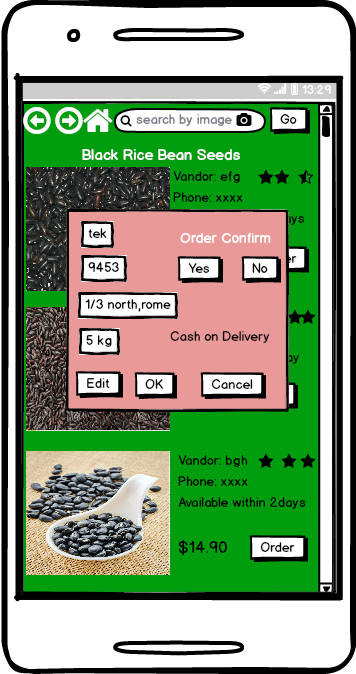 13:29
search by image
Go
Black Rice Bean Seeds
Vandor: efg
Phone: xxxx
days
tek
Order Confirm
9453
Yes
No
1/3 north,rome
5 kg
Cash on Delivery
Edit
OK
Cancel
Vandor: bgh
Phone: xxxx
Available within 2days
$14.90
Order